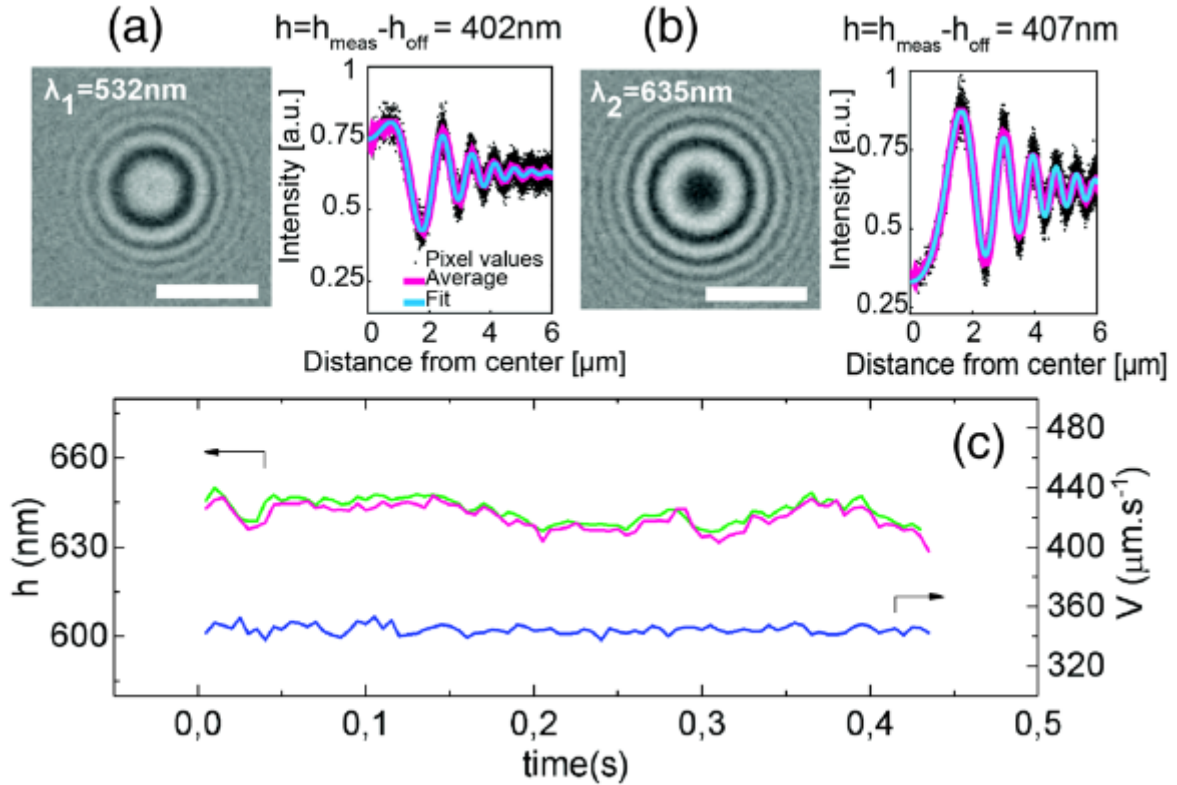 (a)
h=h_meas-h_off = 402nm
λ₁=532nm
Intensity [a.u.]
1
0.75
0.5
0.25
Pixel values
Average
Fit
0 2 4 6
Distance from center [µm]
(b)
h=h_meas-h_off = 407nm
λ₂=635nm
Intensity [a.u.]
1
0.75
0.5
0.25
0 2 4 6
Distance from center [µm]
(c)
h (nm)
660
630
600
V (µm.s⁻¹)
480
440
400
360
320
0,0 0,1 0,2 0,3 0,4 0,5
time(s)